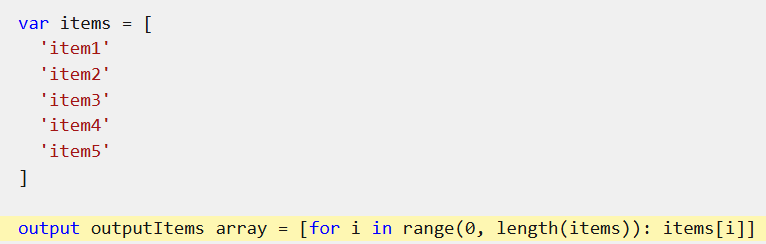 var items = [
  'item1'
  'item2'
  'item3'
  'item4'
  'item5'
]
output outputItems array = [for i in range(0, length(items)): items[i]]